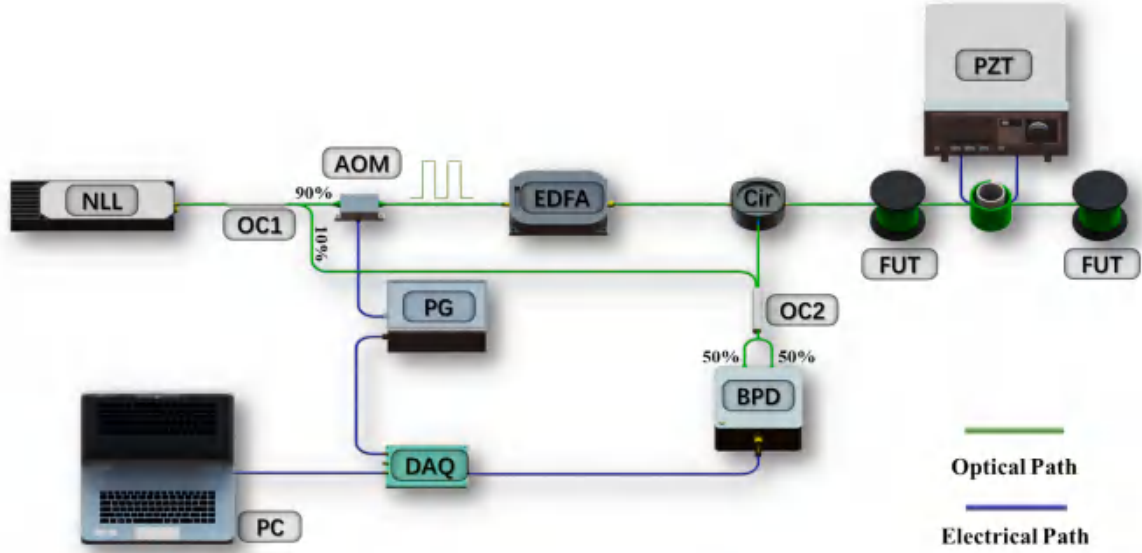 PZT
AOM
90%
NLL
OC1
EDFA
Cir
10%
FUT
FUT
PG
OC2
50%
50%
BPD
DAQ
PC
Optical Path
Electrical Path